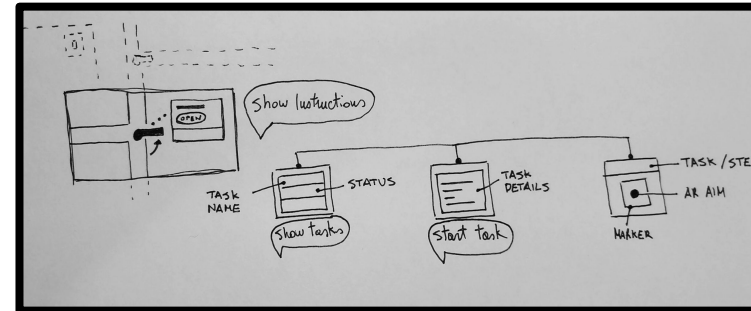 OPEN
Show Instructions
TASK
NAME
STATUS
Show tasks
TASK
DETAILS
Start task
TASK / STE
AR AIM
MARKER